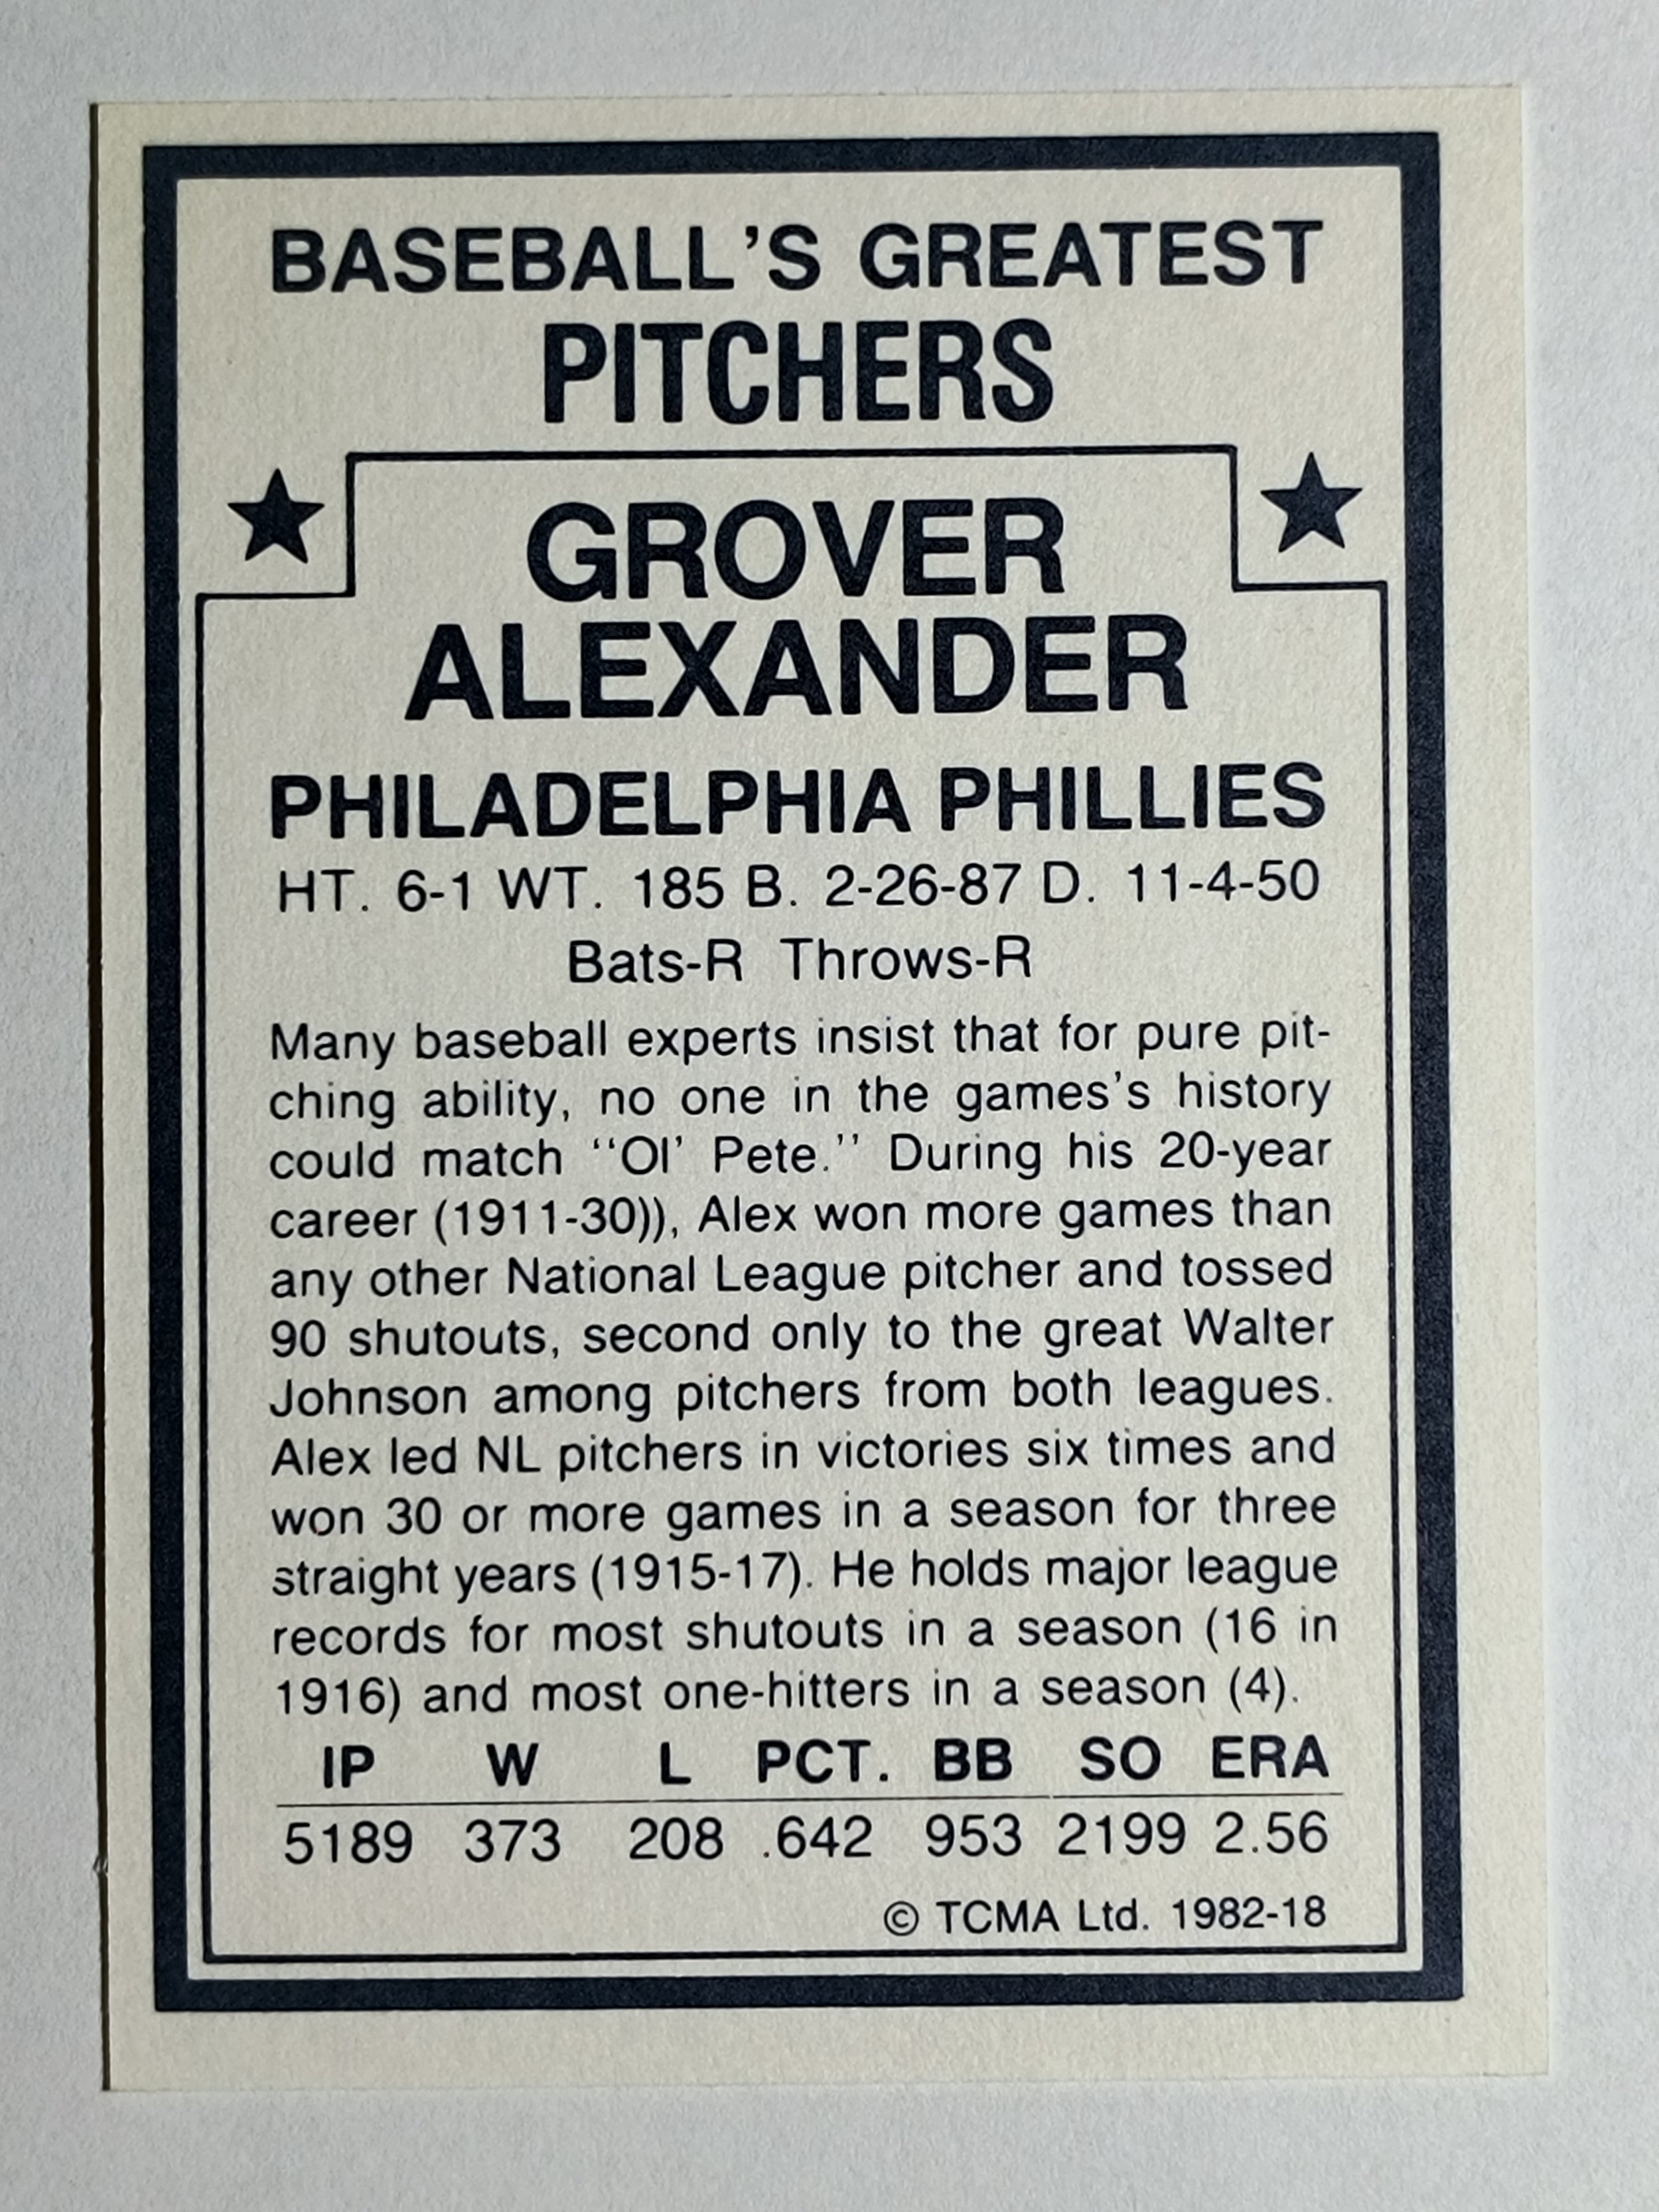 BASEBALL'S GREATEST
PITCHERS
GROVER
ALEXANDER
PHILADELPHIA PHILLIES
HT. 6-1 WT. 185 B. 2-26-87 D. 11-4-50
Bats-R Throws-R
Many baseball experts insist that for pure pit-
ching ability, no one in the games's history
could match ‘‘Ol’ Pete.’’ During his 20-year
career (1911-30)), Alex won more games than
any other National League pitcher and tossed
90 shutouts, second only to the great Walter
Johnson among pitchers from both leagues.
Alex led NL pitchers in victories six times and
won 30 or more games in a season for three
straight years (1915-17). He holds major league
records for most shutouts in a season (16 in
1916) and most one-hitters in a season (4).
IP W L PCT. BB SO ERA
5189 373 208 .642 953 2199 2.56
© TCMA Ltd. 1982-18